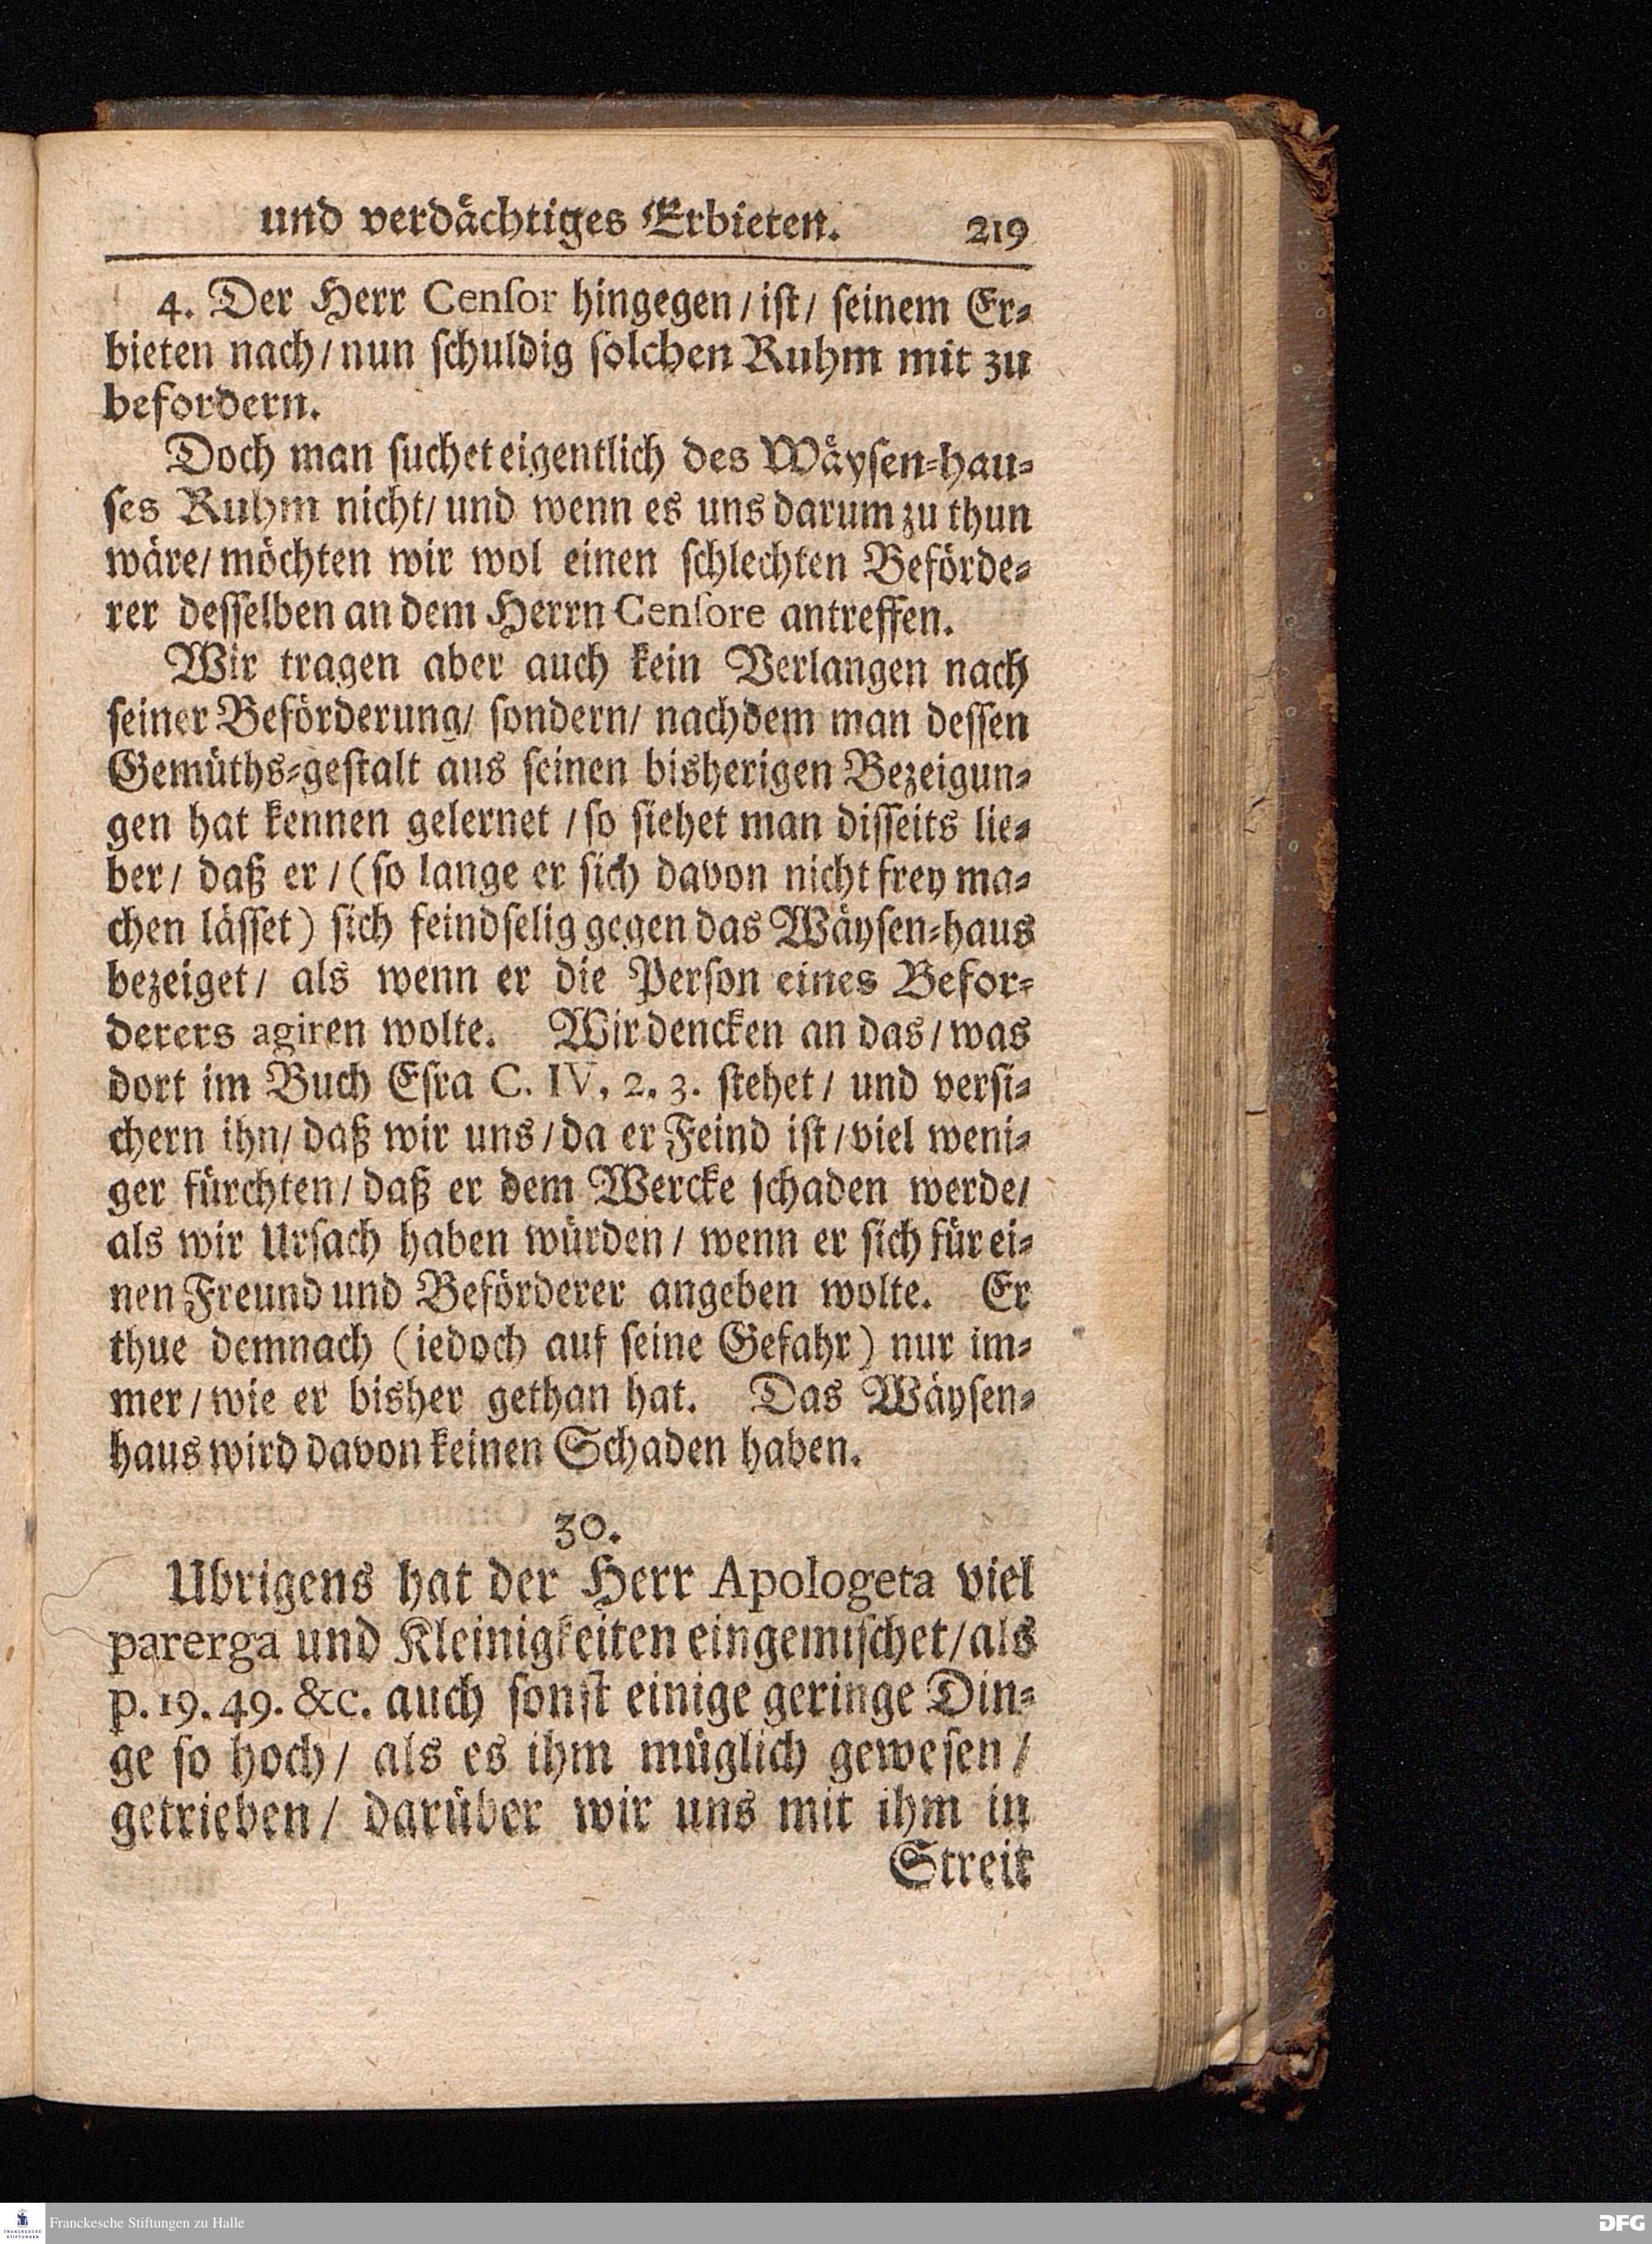 und verdächtiges Erbieten. 219
4. Der Herr Cenſor hingegen / iſt / ſeinem Er-
bieten nach / nun ſchuldig ſolchen Ruhm mit zu
befordern.
Doch man ſuchet eigentlich des Wäyſen-hau-
ſes Ruhm nicht / und wenn es uns darum zu thun
wäre / möchten wir wol einen ſchlechten Beförde-
rer deſſelben an dem Herrn Cenſore antreffen.
Wir tragen aber auch kein Verlangen nach
ſeiner Beförderung / ſondern / nachdem man deſſen
Gemüths-geſtalt aus ſeinen bisherigen Bezeigun-
gen hat kennen gelernet / ſo ſiehet man diſſeits lie-
ber / daß er / (ſo lange er ſich davon nicht frey ma-
chen läſſet) ſich feindſelig gegen das Wäyſen-haus
bezeiget / als wenn er die Perſon eines Befor-
derers agiren wolte. Wir dencken an das / was
dort im Buch Eſra C. IV, 2. 3. ſtehet / und verſi-
chern ihn / daß wir uns / da er Feind iſt / viel weni-
ger fürchten / daß er dem Wercke ſchaden werde /
als wir Urſach haben würden / wenn er ſich für ei-
nen Freund und Beförderer angeben wolte. Er
thue demnach (iedoch auf ſeine Gefahr) nur im-
mer / wie er bisher gethan hat. Das Wäyſen-
haus wird davon keinen Schaden haben.
30.
Ubrigens hat der Herr Apologeta viel
parerga und Kleinigkeiten eingemiſchet / als
p. 19. 49. &c. auch ſonſt einige geringe Din-
ge ſo hoch / als es ihm müglich geweſen /
getrieben / darüber wir uns mit ihm in
Streit
FRANCKESCHE
STIFTUNGEN
Franckesche Stiftungen zu Halle
DFG